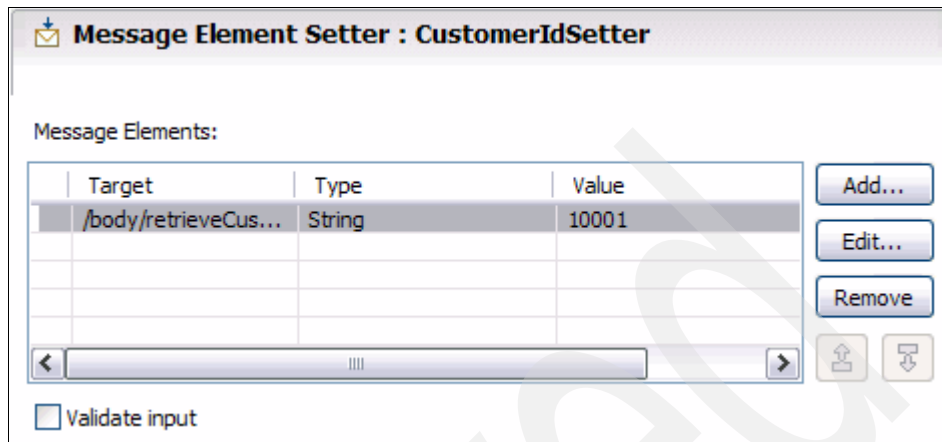 Message Element Setter : CustomerIdSetter
Message Elements:
Target Type Value Add...
/body/retrieveCus... String 10001
Edit...
Remove
Validate input